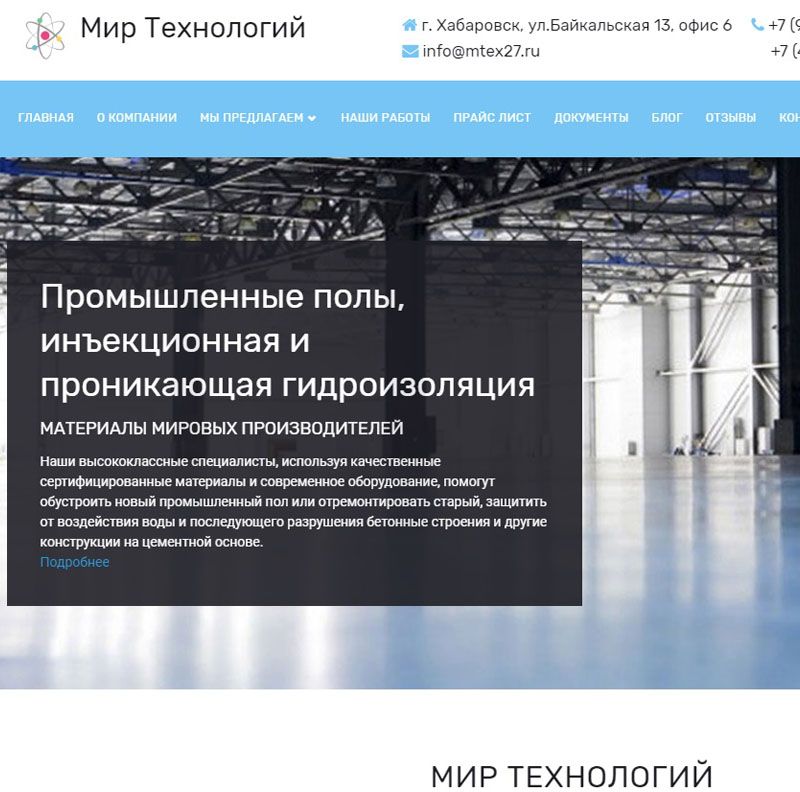 Мир Технологий
г. Хабаровск, ул.Байкальская 13, офис 6
+7 (9
info@mtex27.ru
+7 (4
ГЛАВНАЯ О КОМПАНИИ МЫ ПРЕДЛАГАЕМ НАШИ РАБОТЫ ПРАЙС ЛИСТ ДОКУМЕНТЫ БЛОГ ОТЗЫВЫ КОН
Промышленные полы,
инъекционная и
проникающая гидроизоляция
МАТЕРИАЛЫ МИРОВЫХ ПРОИЗВОДИТЕЛЕЙ
Наши высококлассные специалисты, используя качественные
сертифицированные материалы и современное оборудование, помогут
обустроить новый промышленный пол или отремонтировать старый, защитить
от воздействия воды и последующего разрушения бетонные строения и другие
конструкции на цементной основе.
Подробнее
МИР ТЕХНОЛОГИЙ